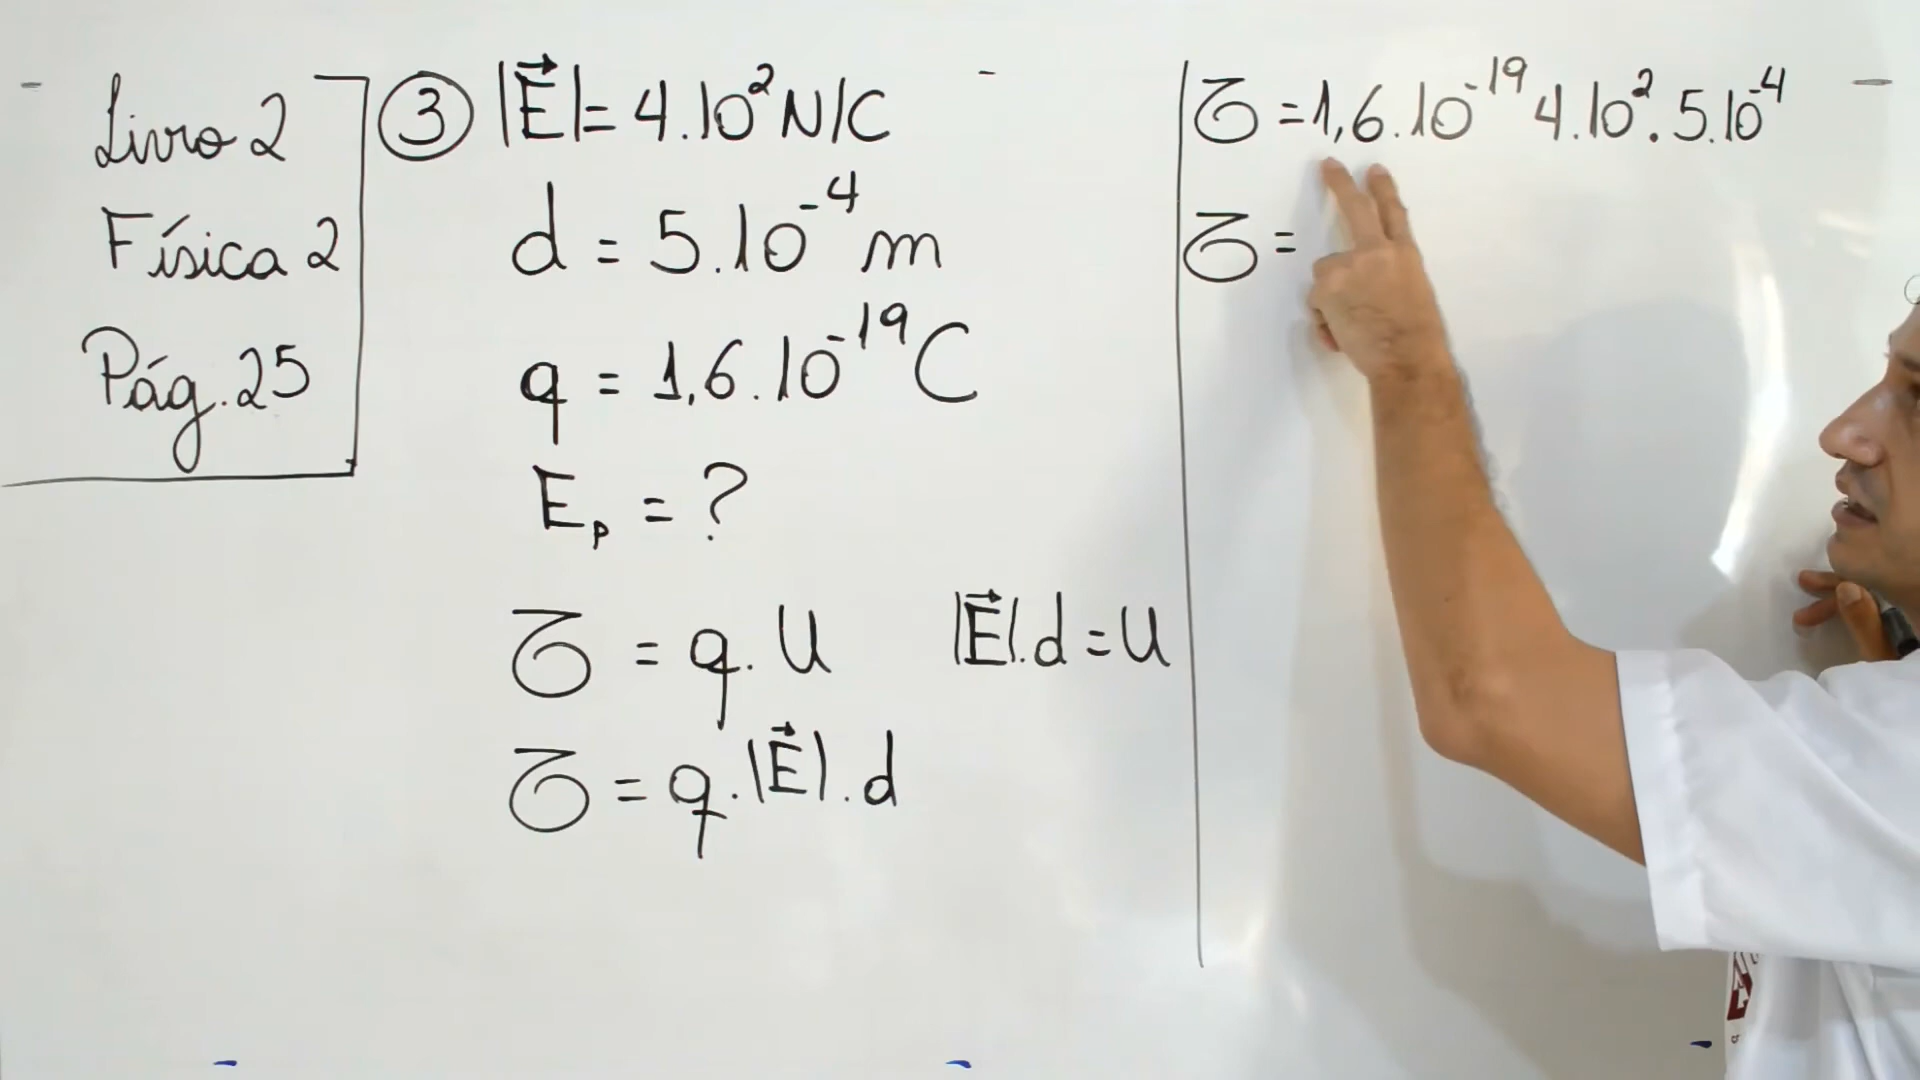 Livro 2
Física 2
Pág. 25
③ |E⃗| = 4.10² N/C
d = 5.10⁻⁴ m
q = 1,6.10⁻¹⁹ C
Eₚ = ?
τ = q.U |E⃗|.d = U
τ = q.|E⃗|.d
τ = 1,6.10⁻¹⁹ 4.10².5.10⁻⁴
τ =